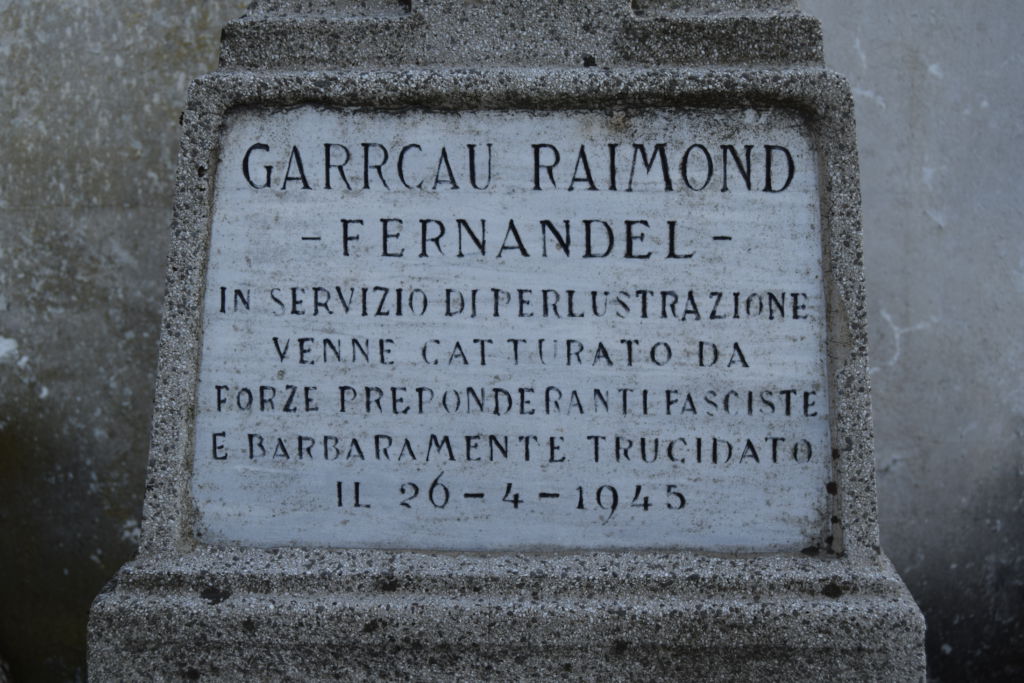 GARRCAU RAIMOND
- FERNANDEL -
IN SERVIZIO DI PERLUSTRAZIONE
VENNE CATTURATO DA
FORZE PREPONDERANTI FASCISTE
E BARBARAMENTE TRUCIDATO
IL 26-4-1945